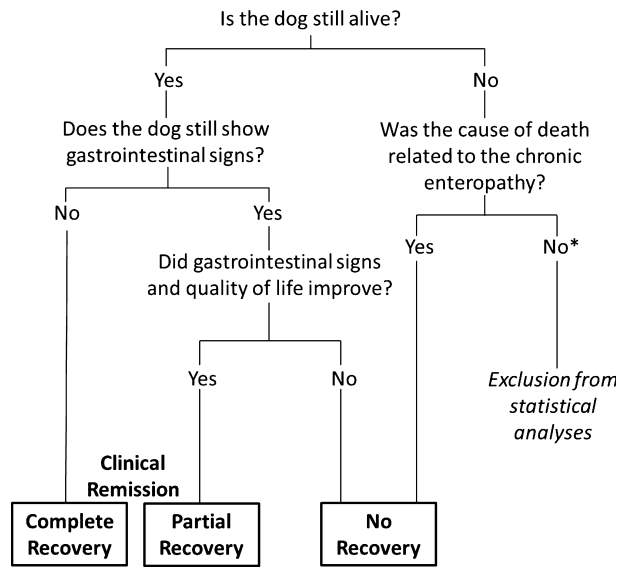 Is the dog still alive?
Yes
No
Does the dog still show
gastrointestinal signs?
Was the cause of death
related to the chronic
enteropathy?
No
Yes
Yes
No*
Did gastrointestinal signs
and quality of life improve?
Yes
No
Exclusion from
statistical
analyses
Clinical
Remission
Complete
Recovery
Partial
Recovery
No
Recovery